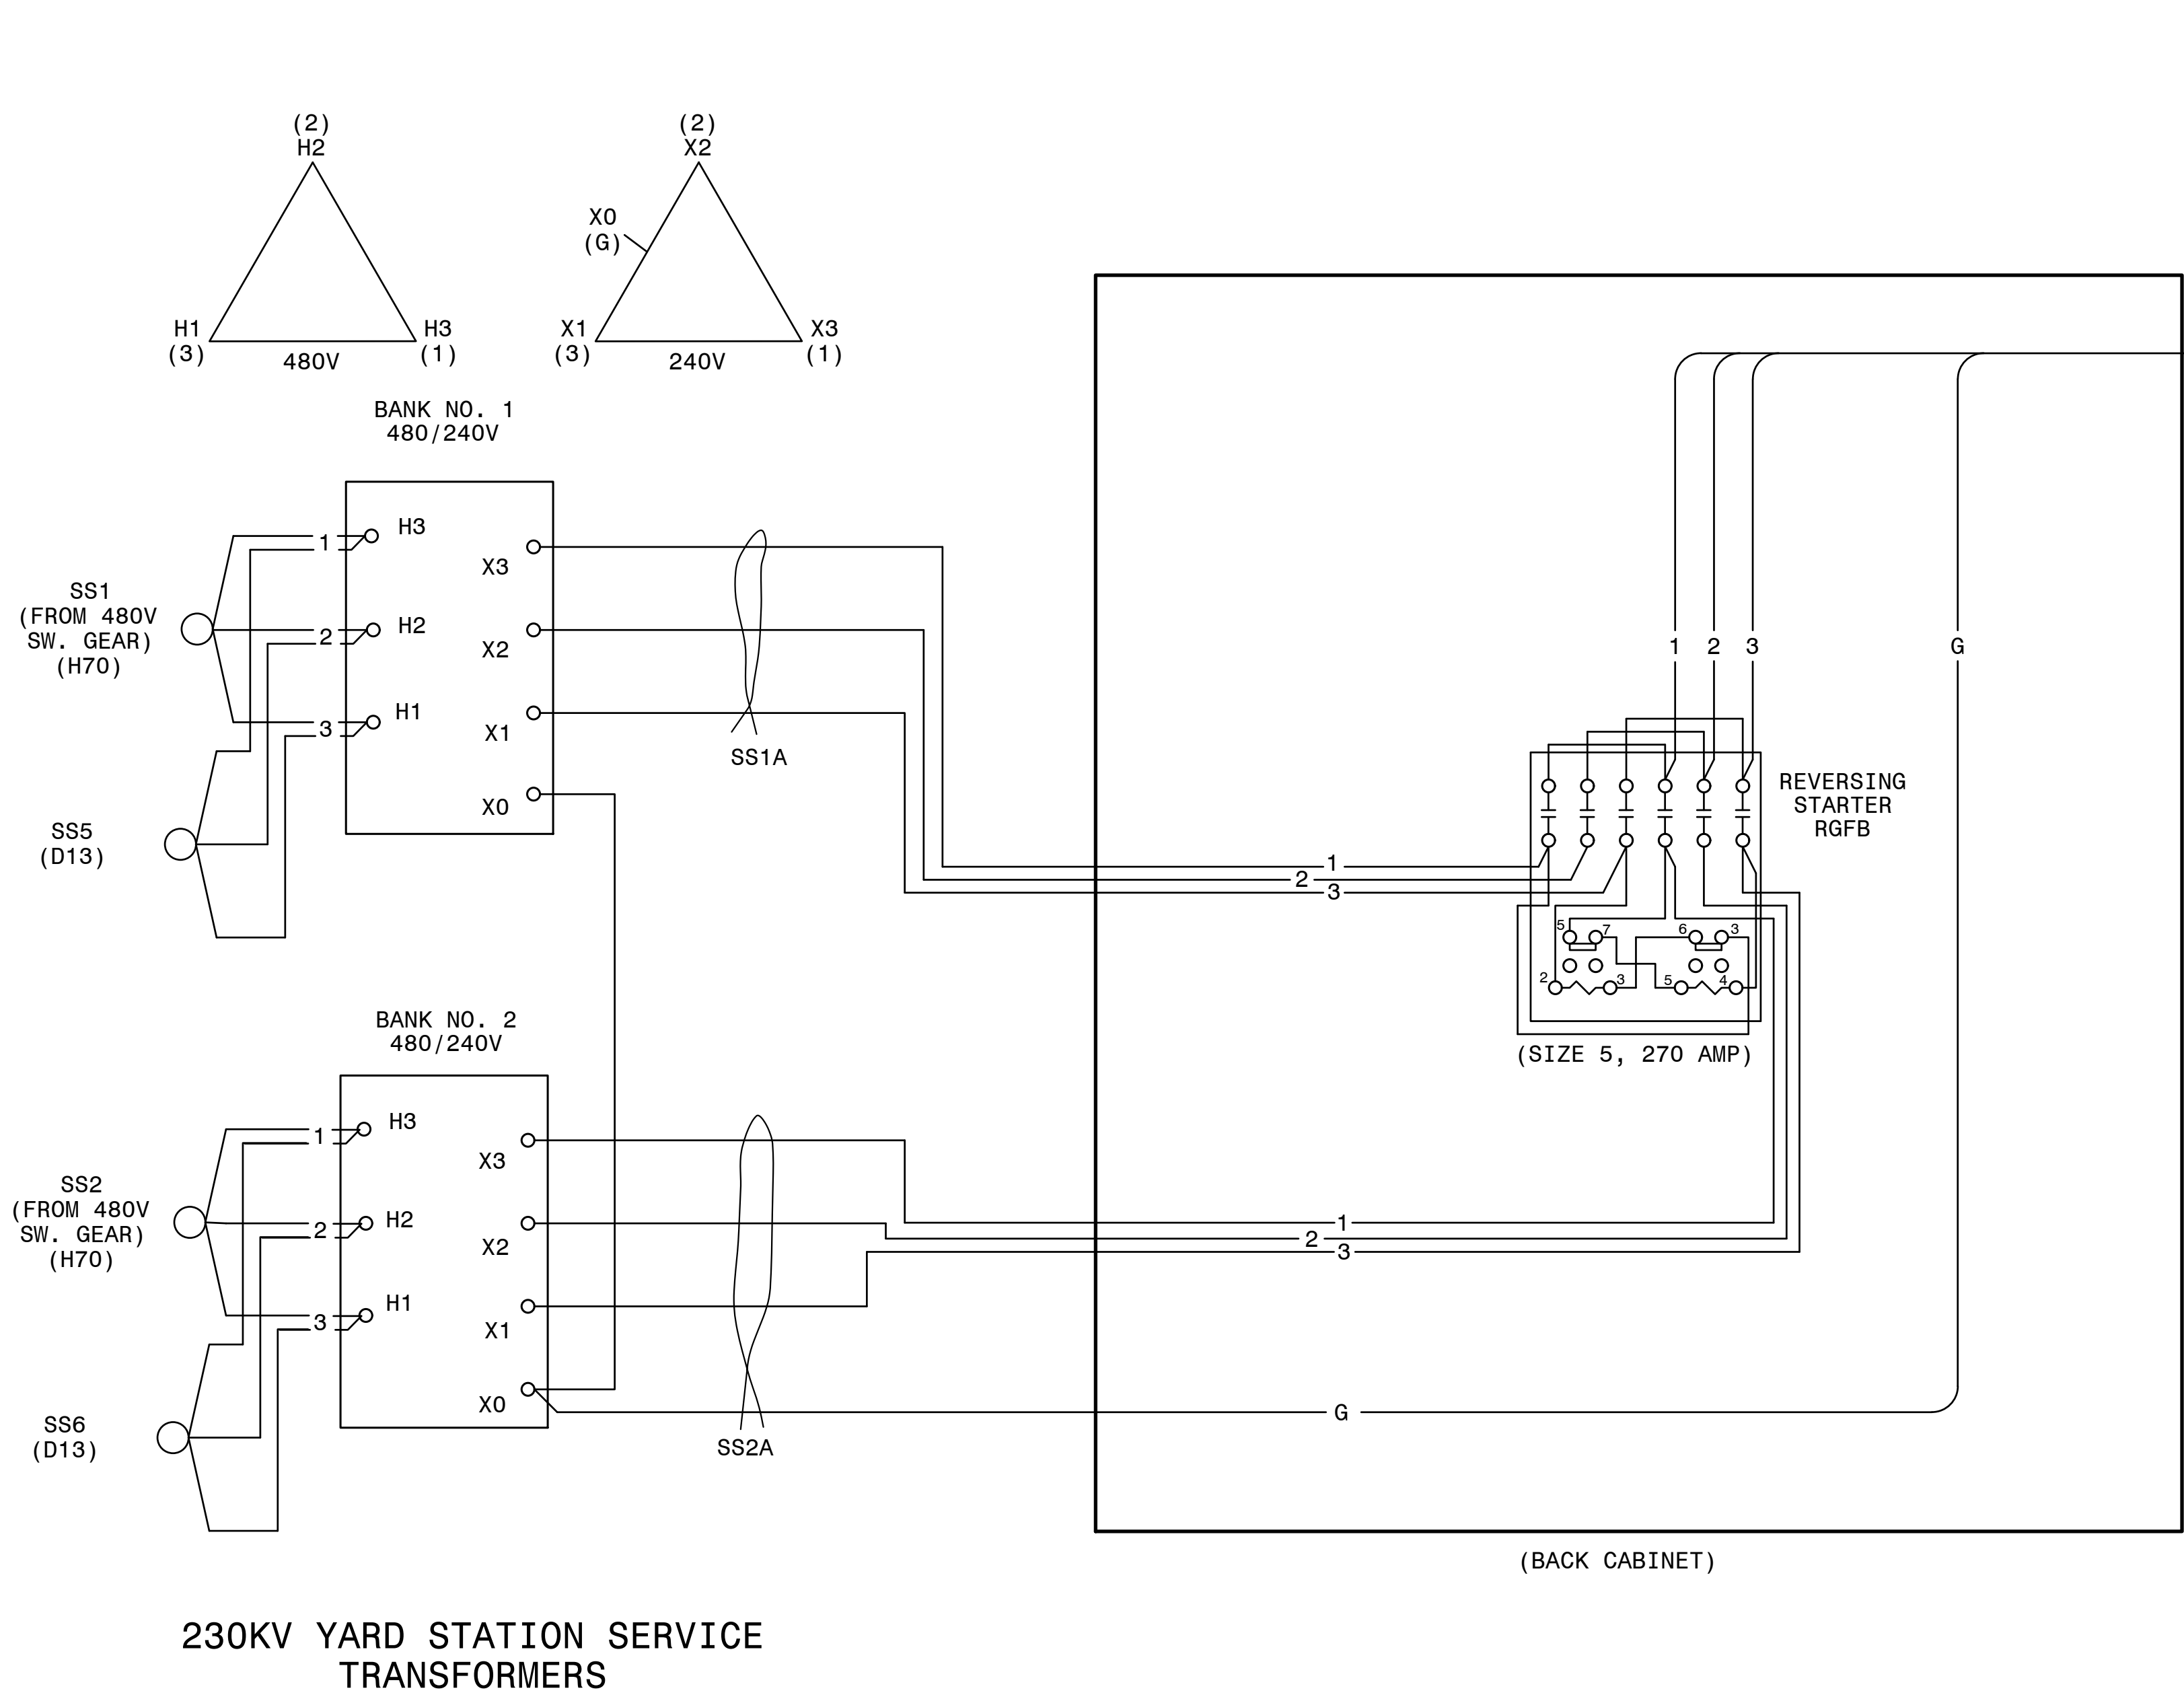 (2)
H2
H1
(3)
480V
H3
(1)
(2)
X2
X0
(G)
X1
(3)
240V
X3
(1)
BANK NO. 1
480/240V
SS1
(FROM 480V
SW. GEAR)
(H70)
SS5
(D13)
1
2
3
H3
H2
H1
X3
X2
X1
X0
SS1A
1
2
3
1 2 3
G
REVERSING
STARTER
RGFB
5 7 6 3
2 3 5 4
(SIZE 5, 270 AMP)
BANK NO. 2
480/240V
SS2
(FROM 480V
SW. GEAR)
(H70)
SS6
(D13)
1
2
3
H3
H2
H1
X3
X2
X1
X0
SS2A
1
2
3
G
(BACK CABINET)
230KV YARD STATION SERVICE
TRANSFORMERS